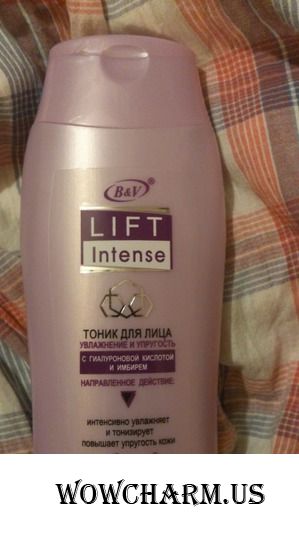 B&V®
LIFT
Intense
ТОНИК ДЛЯ ЛИЦА
УВЛАЖНЕНИЕ И УПРУГОСТЬ
С ГИАЛУРОНОВОЙ КИСЛОТОЙ
И ИМБИРЕМ
НАПРАВЛЕННОЕ ДЕЙСТВИЕ:
интенсивно увлажняет
и тонизирует
повышает упругость кожи
WOWCHARM.US